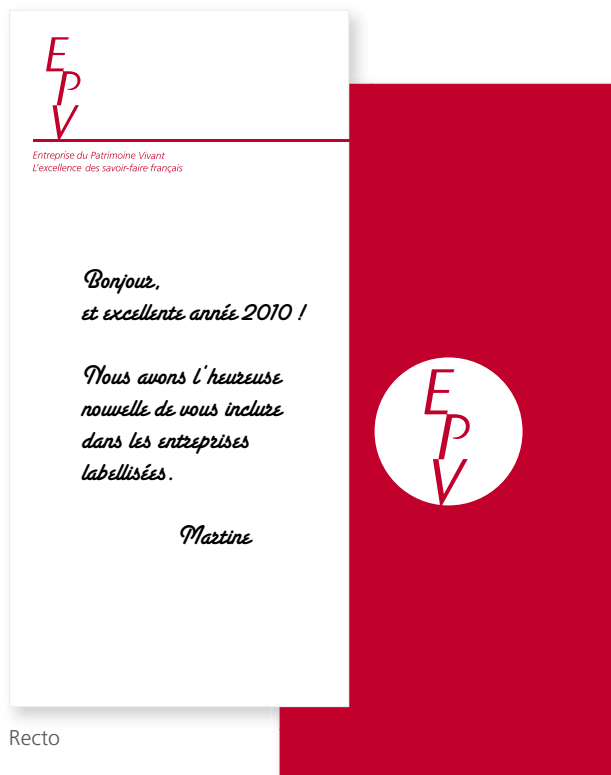 E
P
V
Entreprise du Patrimoine Vivant
L'excellence des savoir-faire français
Bonjour,
et excellente année 2010 !
Nous avons l'heureuse
nouvelle de vous inclure
dans les entreprises
labellisées.
Martine
Recto
E
P
V